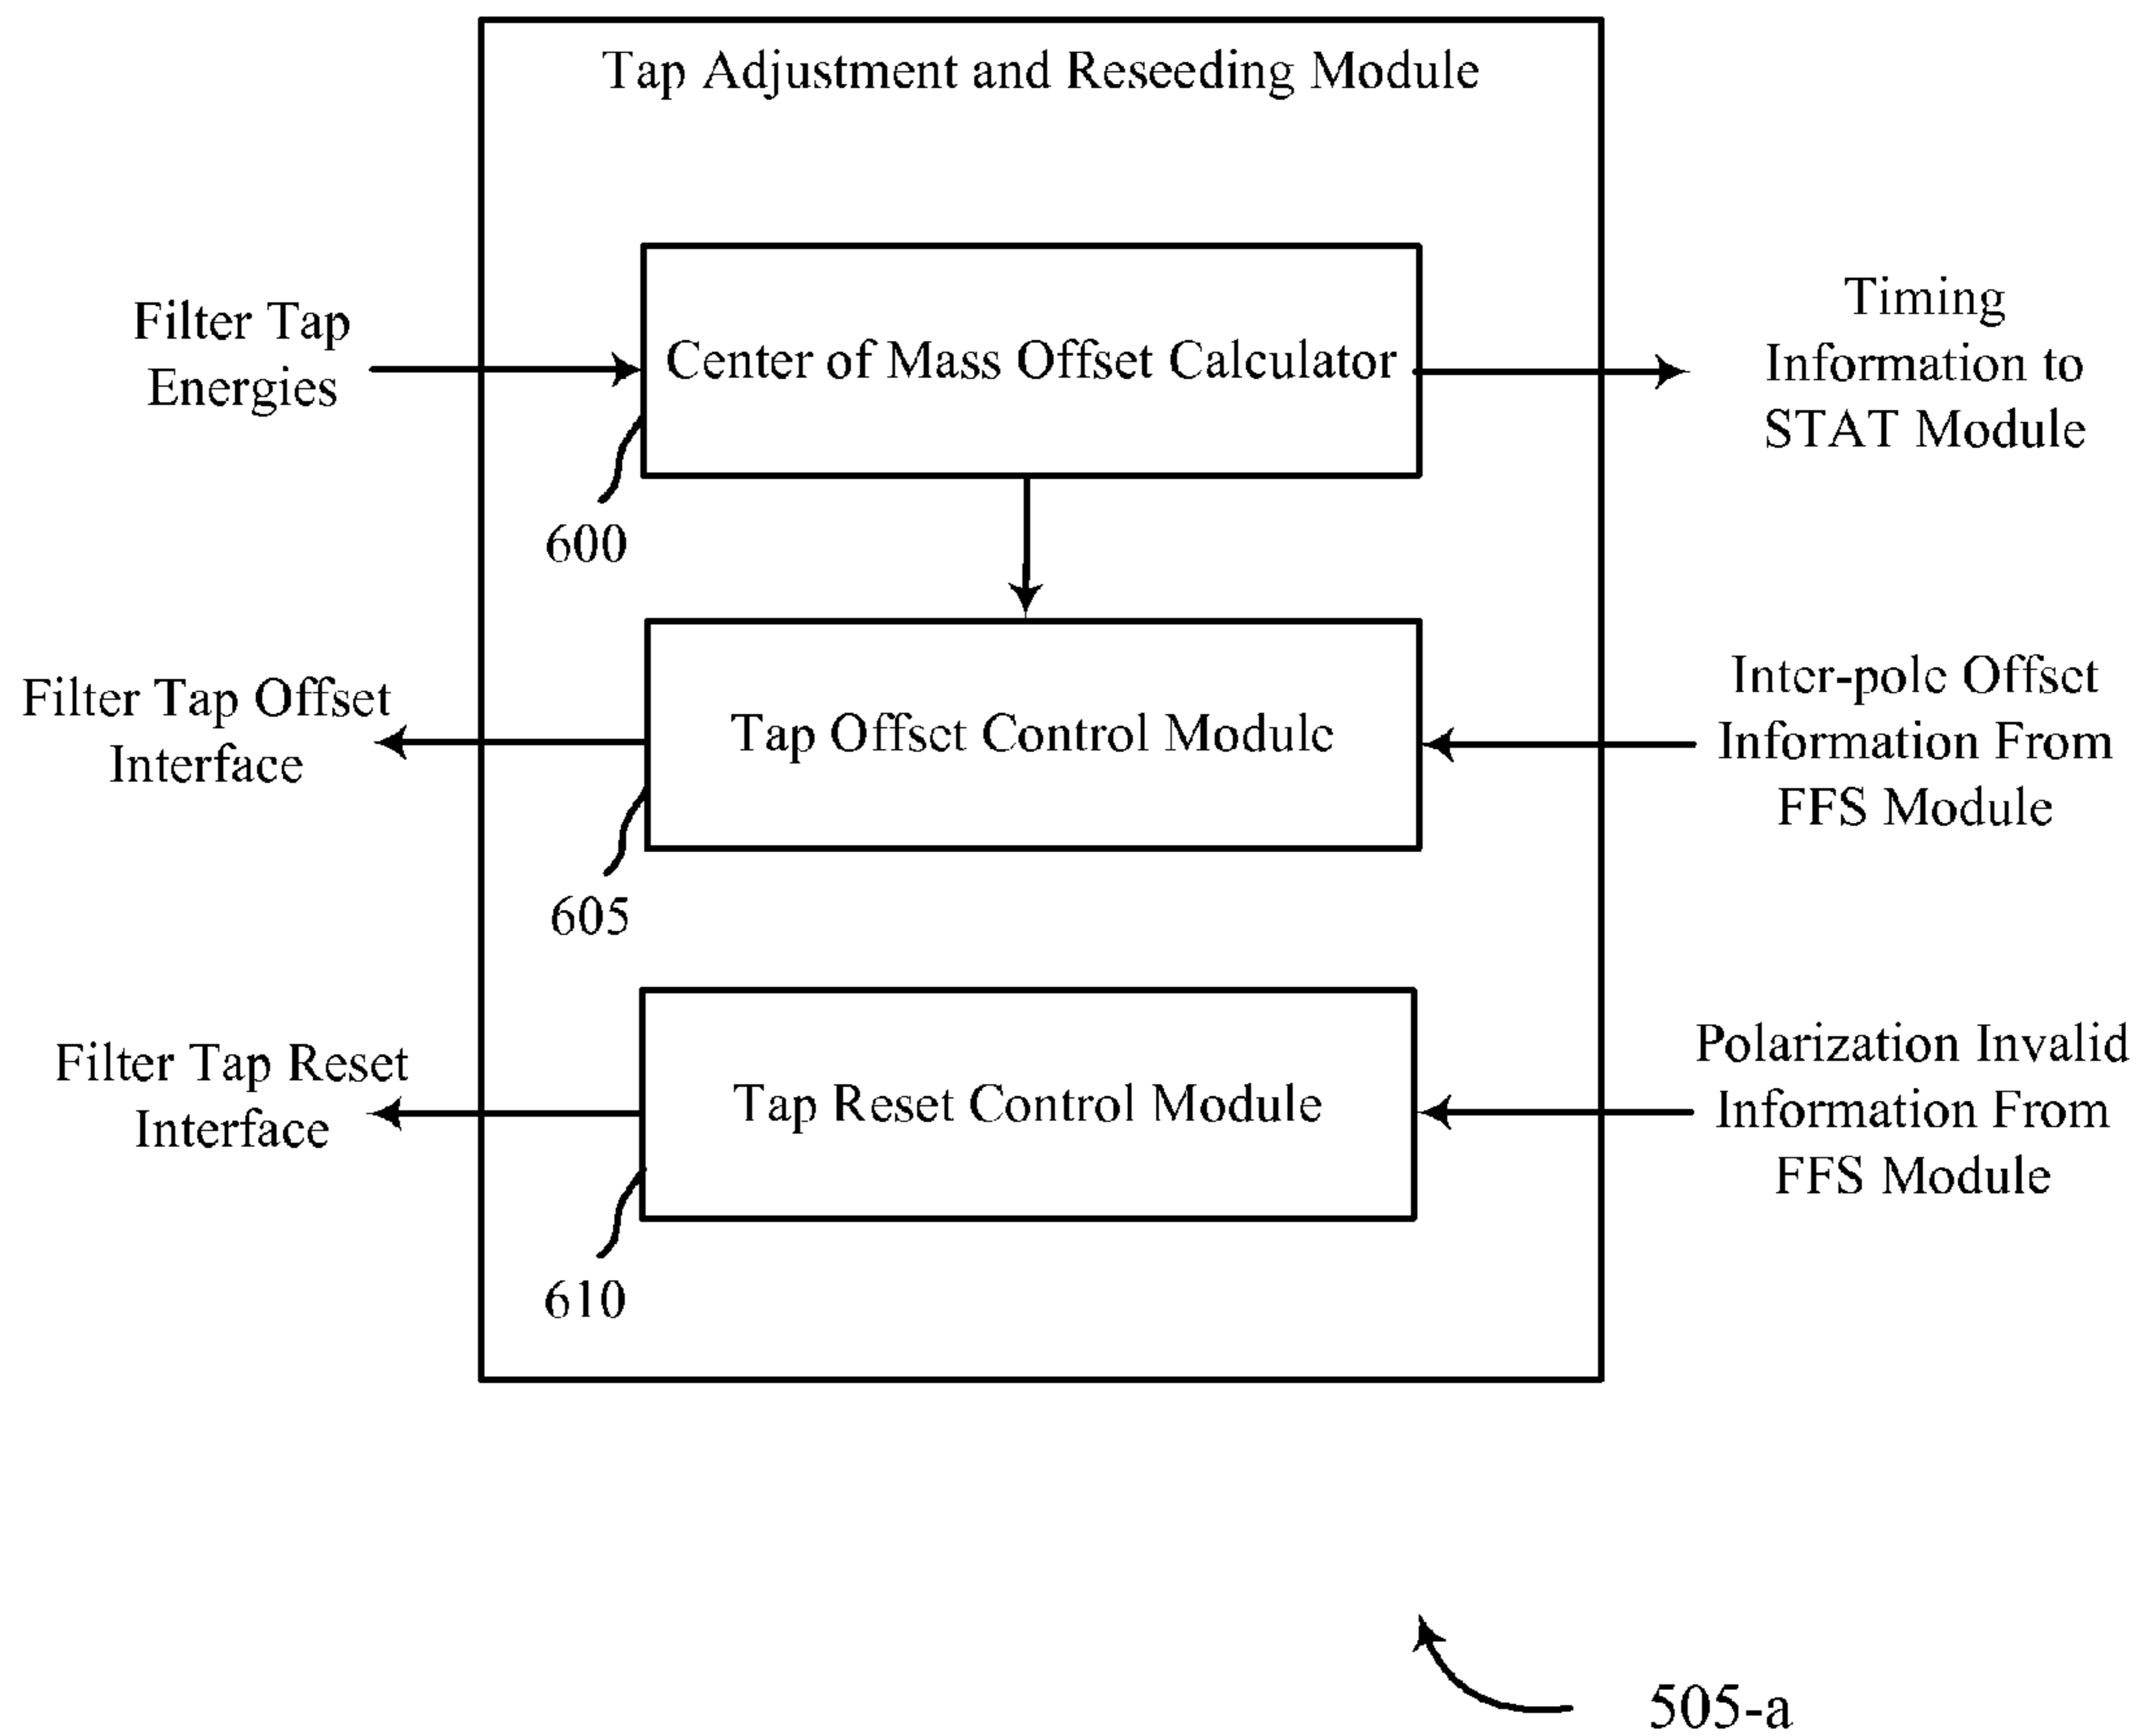 Tap Adjustment and Reseeding Module
Filter Tap
Energies
Center of Mass Offset Calculator
Timing
Information to
STAT Module
600
Filter Tap Offset
Interface
Tap Offset Control Module
Inter-pole Offset
Information From
FFS Module
605
Filter Tap Reset
Interface
Tap Reset Control Module
Polarization Invalid
Information From
FFS Module
610
505-a